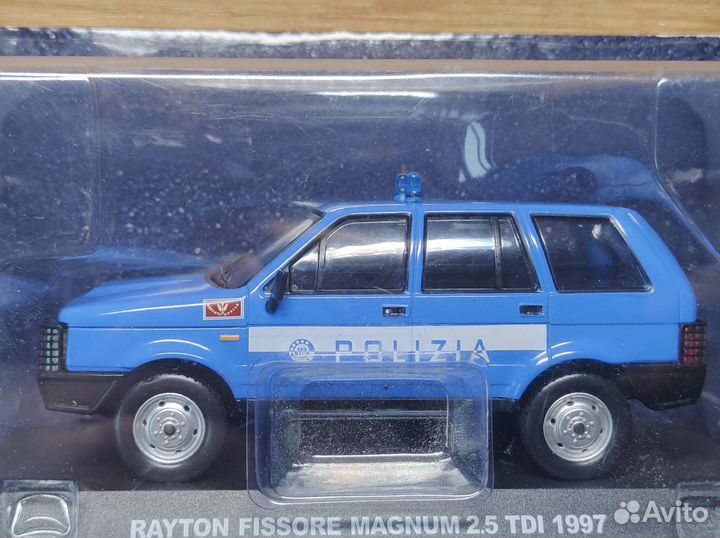 POLIZIA
RAYTON FISSORE MAGNUM 2.5 TDI 1997
Avito